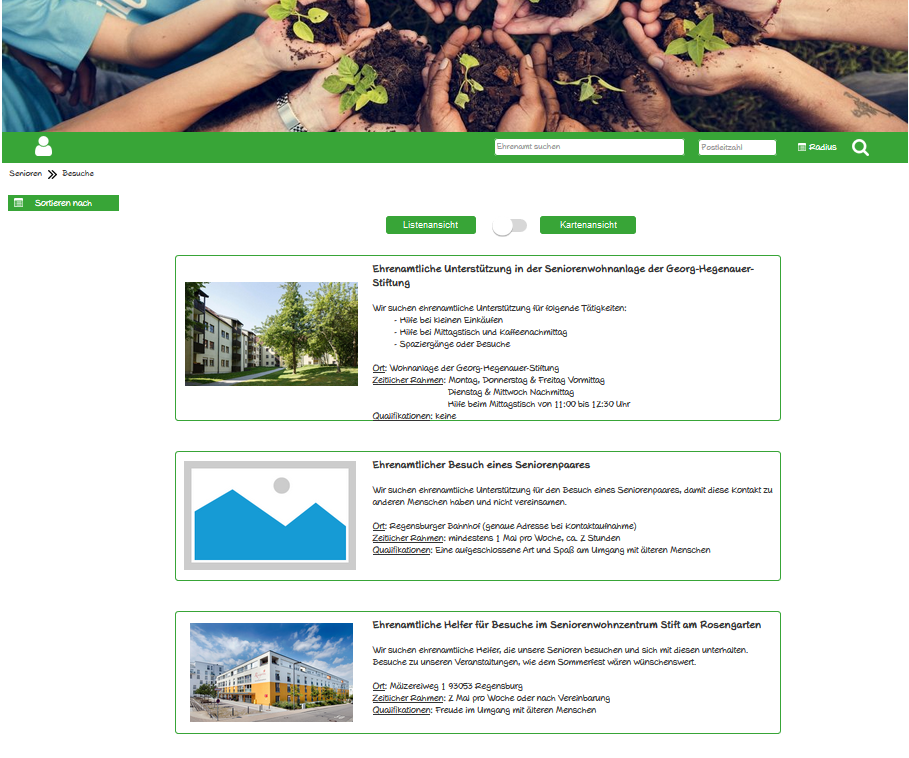 Ehrenamt suchen
Postleitzahl
Radius
Senioren
Besuche
Sortieren nach
Listenansicht
Kartenansicht
Ehrenamtliche Unterstützung in der Seniorenwohnanlage der Georg-Hegenauer-
Stiftung
Wir suchen ehrenamtliche Unterstützung für folgende Tätigkeiten:
- Hilfe bei kleinen Einkäufen
- Hilfe bei Mittagstisch und Kaffeenachmittag
- Spaziergänge oder Besuche
Ort: Wohnanlage der Georg-Hegenauer-Stiftung
Zeitlicher Rahmen: Montag, Donnerstag & Freitag Vormittag
Dienstag & Mittwoch Nachmittag
Hilfe beim Mittagstisch von 11:00 bis 12:30 Uhr
Qualifikationen: keine
Ehrenamtlicher Besuch eines Seniorenpaares
Wir suchen ehrenamtliche Unterstützung für den Besuch eines Seniorenpaares, damit diese Kontakt zu
anderen Menschen haben und nicht vereinsamen.
Ort: Regensburger Bahnhof (genaue Adresse bei Kontaktaufnahme)
Zeitlicher Rahmen: mindestens 1 Mal pro Woche, ca. 2 Stunden
Qualifikationen: Eine aufgeschlossene Art und Spaß am Umgang mit älteren Menschen
Ehrenamtliche Helfer für Besuche im Seniorenwohnzentrum Stift am Rosengarten
Wir suchen ehrenamtliche Helfer, die unsere Senioren besuchen und sich mit diesen unterhalten.
Besuche zu unseren Veranstaltungen, wie dem Sommerfest wären wünschenswert.
Ort: Mälzereiweg 1 93053 Regensburg
Zeitlicher Rahmen: 2 Mal pro Woche oder nach Vereinbarung
Qualifikationen: Freude im Umgang mit älteren Menschen